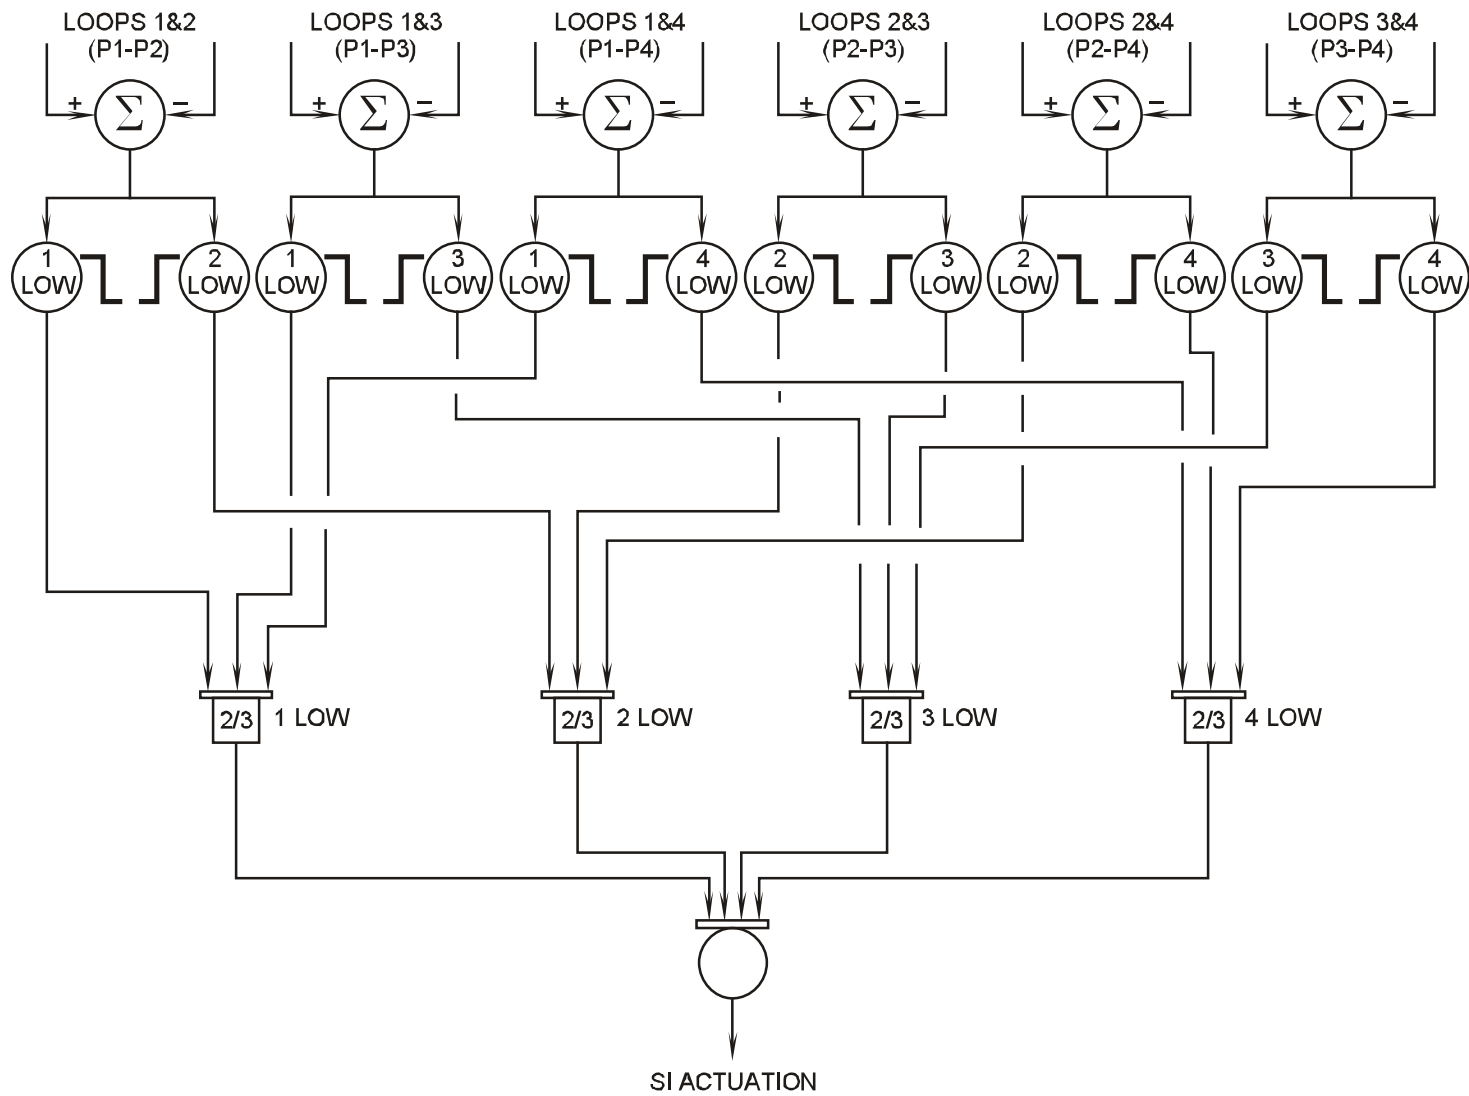 LOOPS 1&2
(P1-P2)
LOOPS 1&3
(P1-P3)
LOOPS 1&4
(P1-P4)
LOOPS 2&3
(P2-P3)
LOOPS 2&4
(P2-P4)
LOOPS 3&4
(P3-P4)
+ Σ −
+ Σ −
+ Σ −
+ Σ −
+ Σ −
+ Σ −
1
LOW
2
LOW
1
LOW
3
LOW
1
LOW
4
LOW
2
LOW
3
LOW
2
LOW
4
LOW
3
LOW
4
LOW
2/3 1 LOW
2/3 2 LOW
2/3 3 LOW
2/3 4 LOW
SI ACTUATION